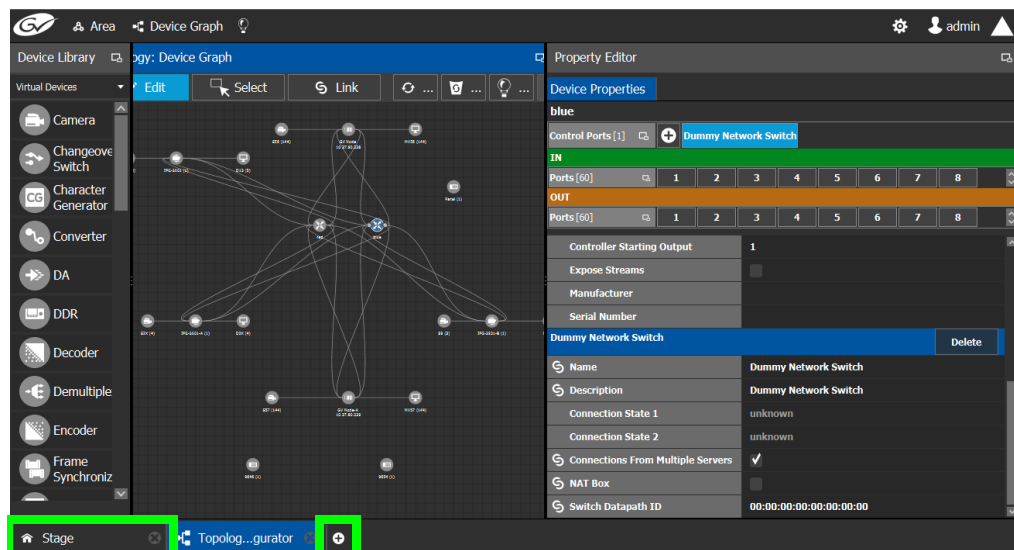 GV Area Device Graph admin
Device Library
ogy: Device Graph
Property Editor
Virtual Devices
Edit Select Link ... ... ...
Device Properties
Camera
Changeove
Switch
Character
Generator
Converter
DA
DDR
Decoder
Demultiple
Encoder
Frame
Synchroniz
GV Node
Panel (1)
blue
Control Ports [1] Dummy Network Switch
IN
Ports [60] 1 2 3 4 5 6 7 8
OUT
Ports [60] 1 2 3 4 5 6 7 8
Controller Starting Output 1
Expose Streams
Manufacturer
Serial Number
Dummy Network Switch Delete
Name Dummy Network Switch
Description Dummy Network Switch
Connection State 1 unknown
Connection State 2 unknown
Connections From Multiple Servers
NAT Box
Switch Datapath ID 00:00:00:00:00:00:00:00
Stage Topolog...gurator